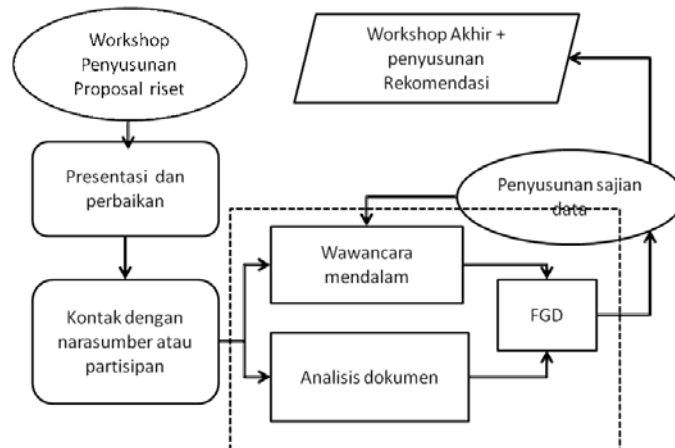 Workshop
Penyusunan
Proposal riset
Workshop Akhir +
penyusunan
Rekomendasi
Presentasi dan
perbaikan
Penyusunan sajian
data
Wawancara
mendalam
Kontak dengan
narasumber atau
partisipan
FGD
Analisis dokumen